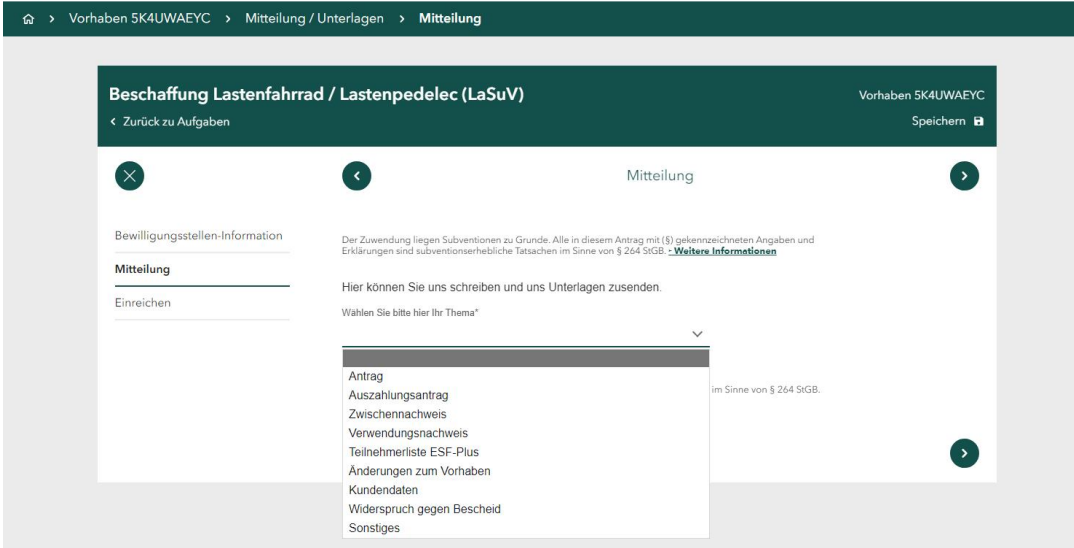 Vorhaben 5K4UWAEYC > Mitteilung / Unterlagen > Mitteilung
Beschaffung Lastenfahrrad / Lastenpedelec (LaSuV)
Vorhaben 5K4UWAEYC
Zurück zu Aufgaben
Speichern
Mitteilung
Bewilligungsstellen-Information
Mitteilung
Einreichen
Der Zuwendung liegen Subventionen zu Grunde. Alle in diesem Antrag mit (§) gekennzeichneten Angaben und
Erklärungen sind subventionserhebliche Tatsachen im Sinne von § 264 StGB. - Weitere Informationen
Hier können Sie uns schreiben und uns Unterlagen zusenden.
Wählen Sie bitte hier Ihr Thema*
Antrag
Auszahlungsantrag
im Sinne von § 264 StGB.
Zwischennachweis
Verwendungsnachweis
Teilnehmerliste ESF-Plus
Änderungen zum Vorhaben
Kundendaten
Widerspruch gegen Bescheid
Sonstiges